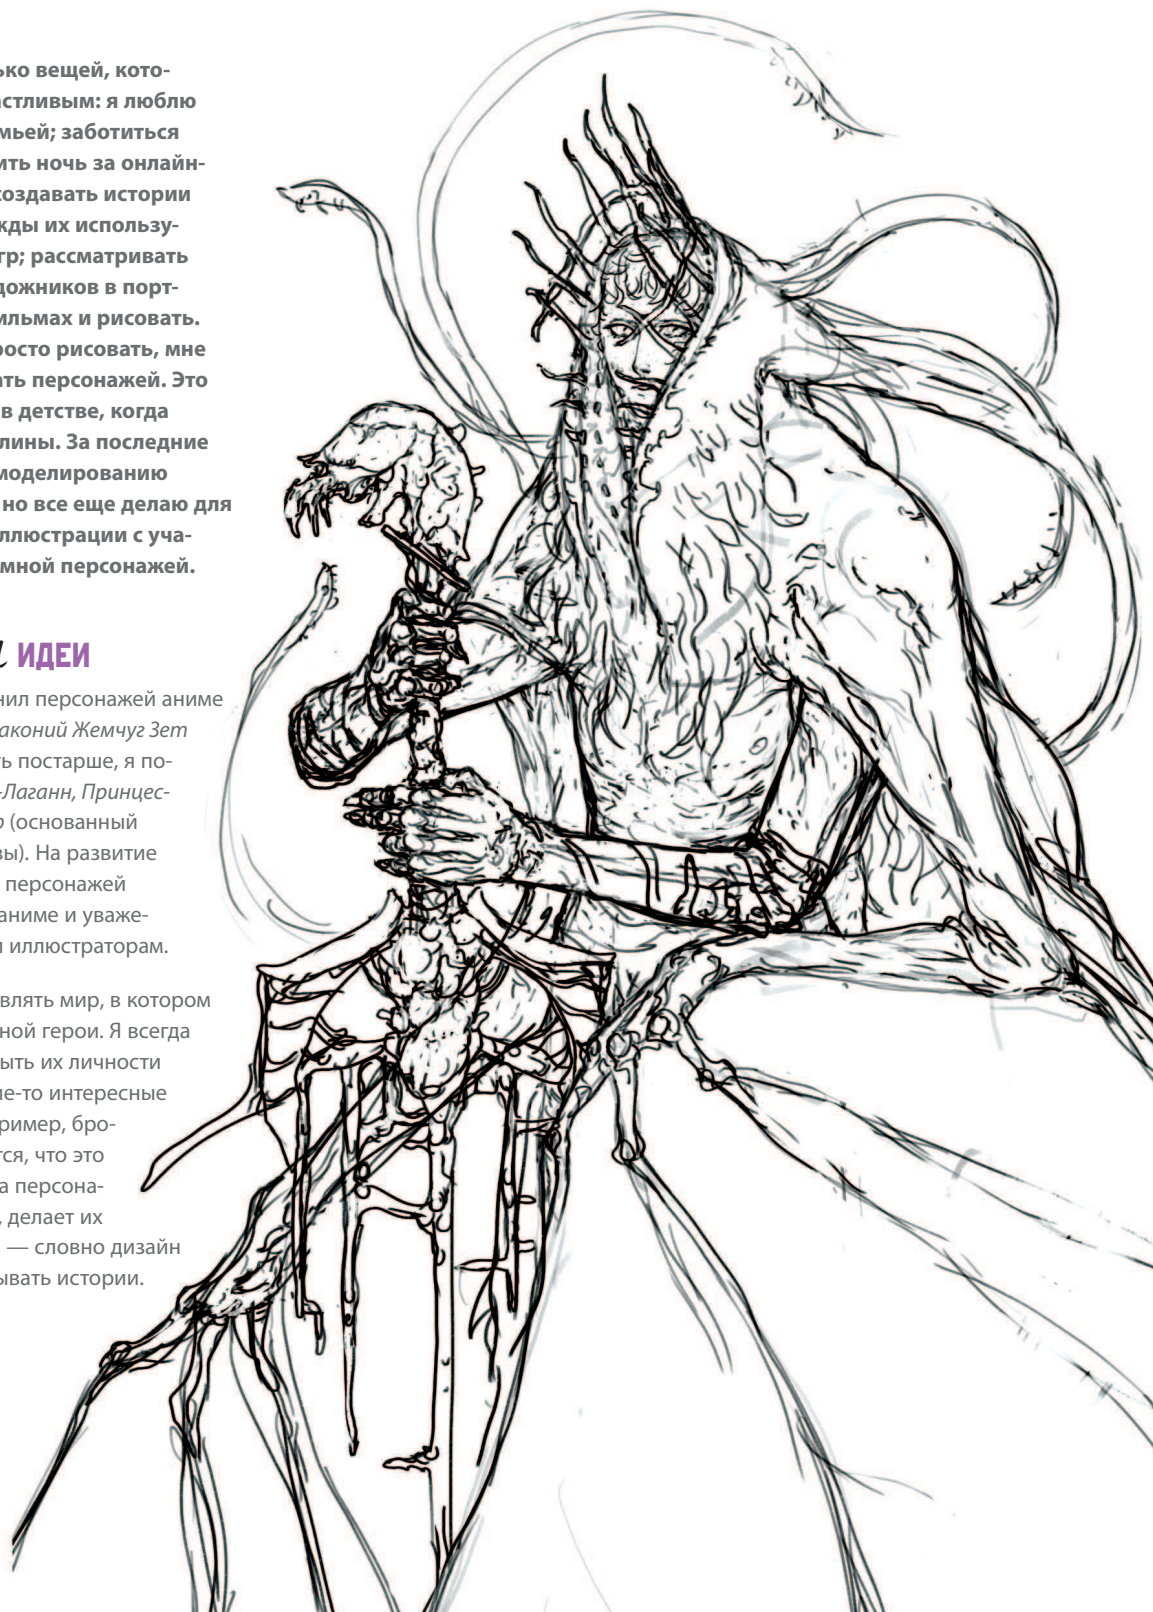 ько вещей, кото-
астливым: я люблю
мьей; заботиться
ить ночь за онлайн-
создавать истории
жды их использу-
гр; рассматривать
дожников в порт-
ильмах и рисовать.
росто рисовать, мне
ать персонажей. Это
в детстве, когда
лины. За последние
моделированию
но все еще делаю для
ллюстрации с уча-
мной персонажей.
ИДЕИ
нил персонажей аниме
аконий Жемчуг Зет
ть постарше, я по-
-Лаганн, Принцес-
р (основанный
вы). На развитие
персонажей
аниме и уваже-
и иллюстраторам.
влять мир, в котором
ной герои. Я всегда
ыть их личности
ие-то интересные
ример, бро-
тся, что это
а персона-
, делает их
— словно дизайн
ывать истории.